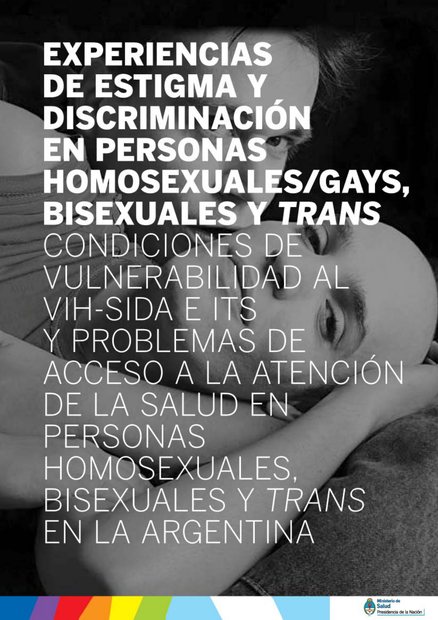 EXPERIENCIAS
DE ESTIGMA Y
DISCRIMINACIÓN
EN PERSONAS
HOMOSEXUALES/GAYS,
BISEXUALES Y TRANS
CONDICIONES DE
VULNERABILIDAD AL
VIH-SIDA E ITS
Y PROBLEMAS DE
ACCESO A LA ATENCIÓN
DE LA SALUD EN
PERSONAS
HOMOSEXUALES,
BISEXUALES Y TRANS
EN LA ARGENTINA
Ministerio de
Salud
Presidencia de la Nación